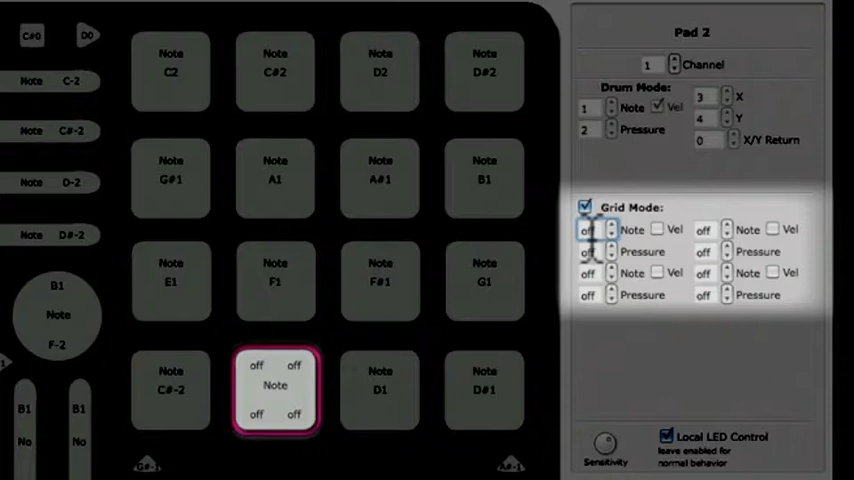 C#0 D0
Note C-2
Note C#-2
Note D-2
Note D#-2
B1
Note
F-2
B1 B1
No No
Note Note Note Note
C2 C#2 D2 D#2
Note Note Note Note
G#1 A1 A#1 B1
Note Note Note Note
E1 F1 F#1 G1
Note off off Note Note
C#-2 Note D1 D#1
off off
Pad 2
1 Channel
Drum Mode:
1 Note Vel 3 X
2 Pressure 4 Y
0 X/Y Return
Grid Mode:
off Note Vel off Note Vel
off Pressure off Pressure
off Note Vel off Note Vel
off Pressure off Pressure
Sensitivity
Local LED Control
leave enabled for
normal behavior